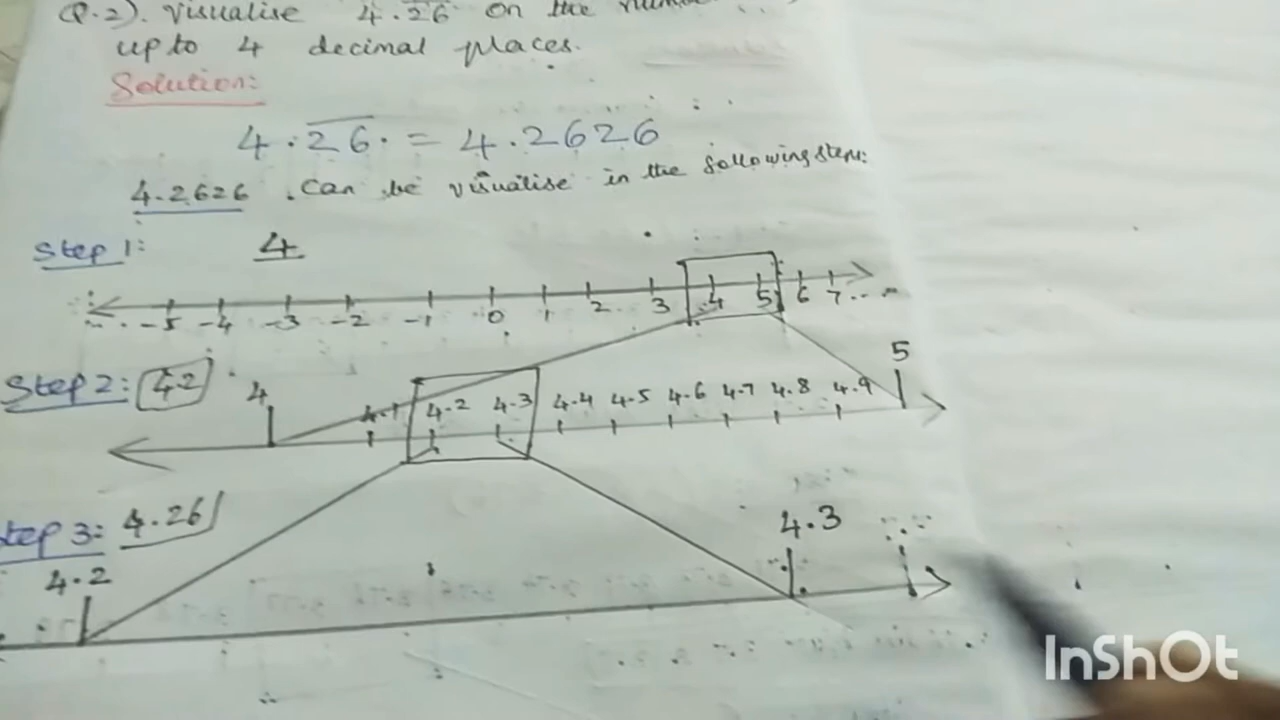 Q.2). Visualise 4.26 on the
up to 4 decimal places.
Solution:
4.2̅6̅. = 4.2626
4.2626 . Can be visualise in the following steps:
Step 1: 4
-5 -4 -3 -2 -1 0 1 2 3 4 5 6 7
Step 2: 4.2
4 4.1 4.2 4.3 4.4 4.5 4.6 4.7 4.8 4.9 5
Step 3: 4.26
4.2 4.3
InShOt